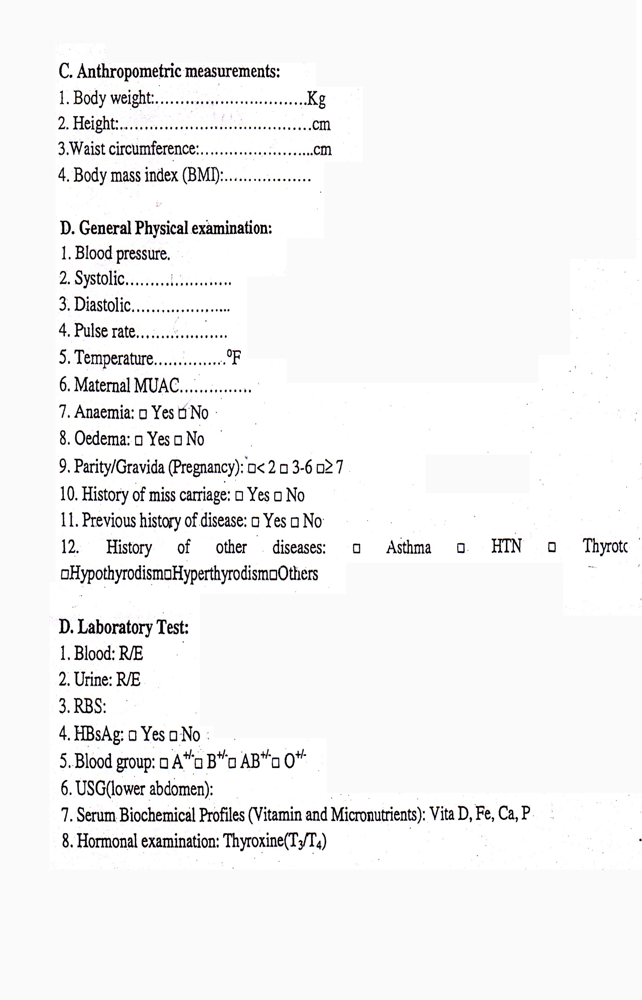 C. Anthropometric measurements:
1. Body weight:..............................Kg
2. Height:......................................cm
3.Waist circumference:.......................cm
4. Body mass index (BMI):..................
D. General Physical examination:
1. Blood pressure.
2. Systolic.....................
3. Diastolic....................
4. Pulse rate...................
5. Temperature...............⁰F
6. Maternal MUAC...............
7. Anaemia: □ Yes □ No
8. Oedema: □ Yes □ No
9. Parity/Gravida (Pregnancy): □< 2 □ 3-6 □≥ 7
10. History of miss carriage: □ Yes □ No
11. Previous history of disease: □ Yes □ No
12. History of other diseases: □ Asthma □ HTN □
□Hypothyrodism□Hyperthyrodism□Others
D. Laboratory Test:
1. Blood: R/E
2. Urine: R/E
3. RBS:
4. HBsAg: □ Yes □ No
5. Blood group: □ A⁺/⁻□ B⁺/⁻□ AB⁺/⁻□ O⁺/⁻
6. USG(lower abdomen):
7. Serum Biochemical Profiles (Vitamin and Micronutrients): Vita D, Fe, Ca, P
8. Hormonal examination: Thyroxine(T₃/T₄)